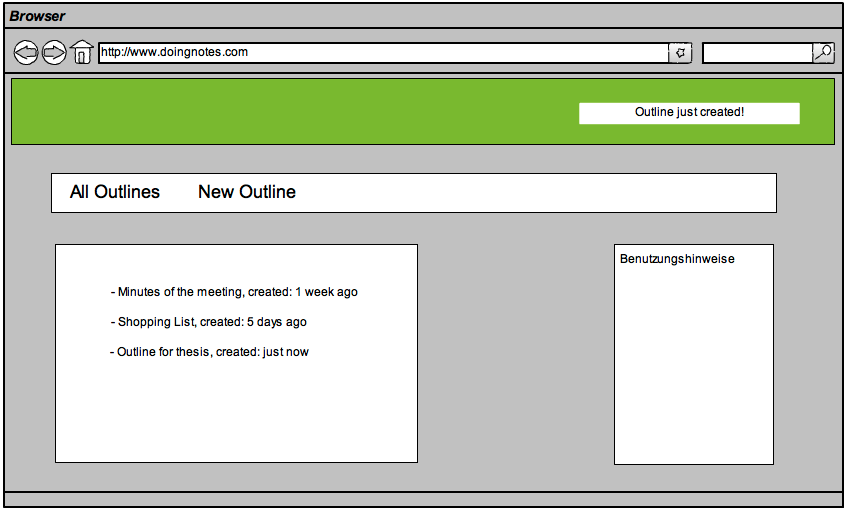 Browser
http://www.doingnotes.com
Outline just created!
All Outlines New Outline
Benutzungshinweise
- Minutes of the meeting, created: 1 week ago
- Shopping List, created: 5 days ago
- Outline for thesis, created: just now